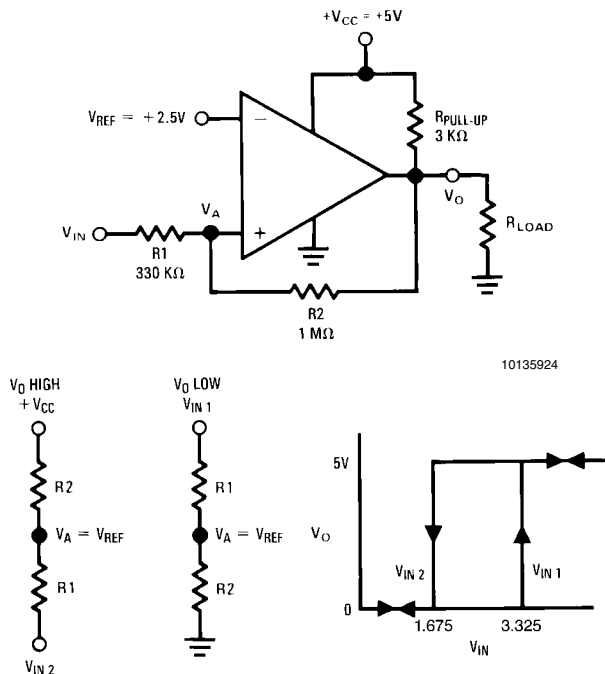 +VCC = +5V
VREF = +2.5V
−
RPULL-UP
3 KΩ
VA
VO
VIN
+
R1
330 KΩ
RLOAD
R2
1 MΩ
10135924
VO HIGH
+ VCC
R2
VA = VREF
R1
VIN 2
VO LOW
VIN 1
R1
VA = VREF
R2
5V
VO
VIN 2
VIN 1
0
1.675
3.325
VIN